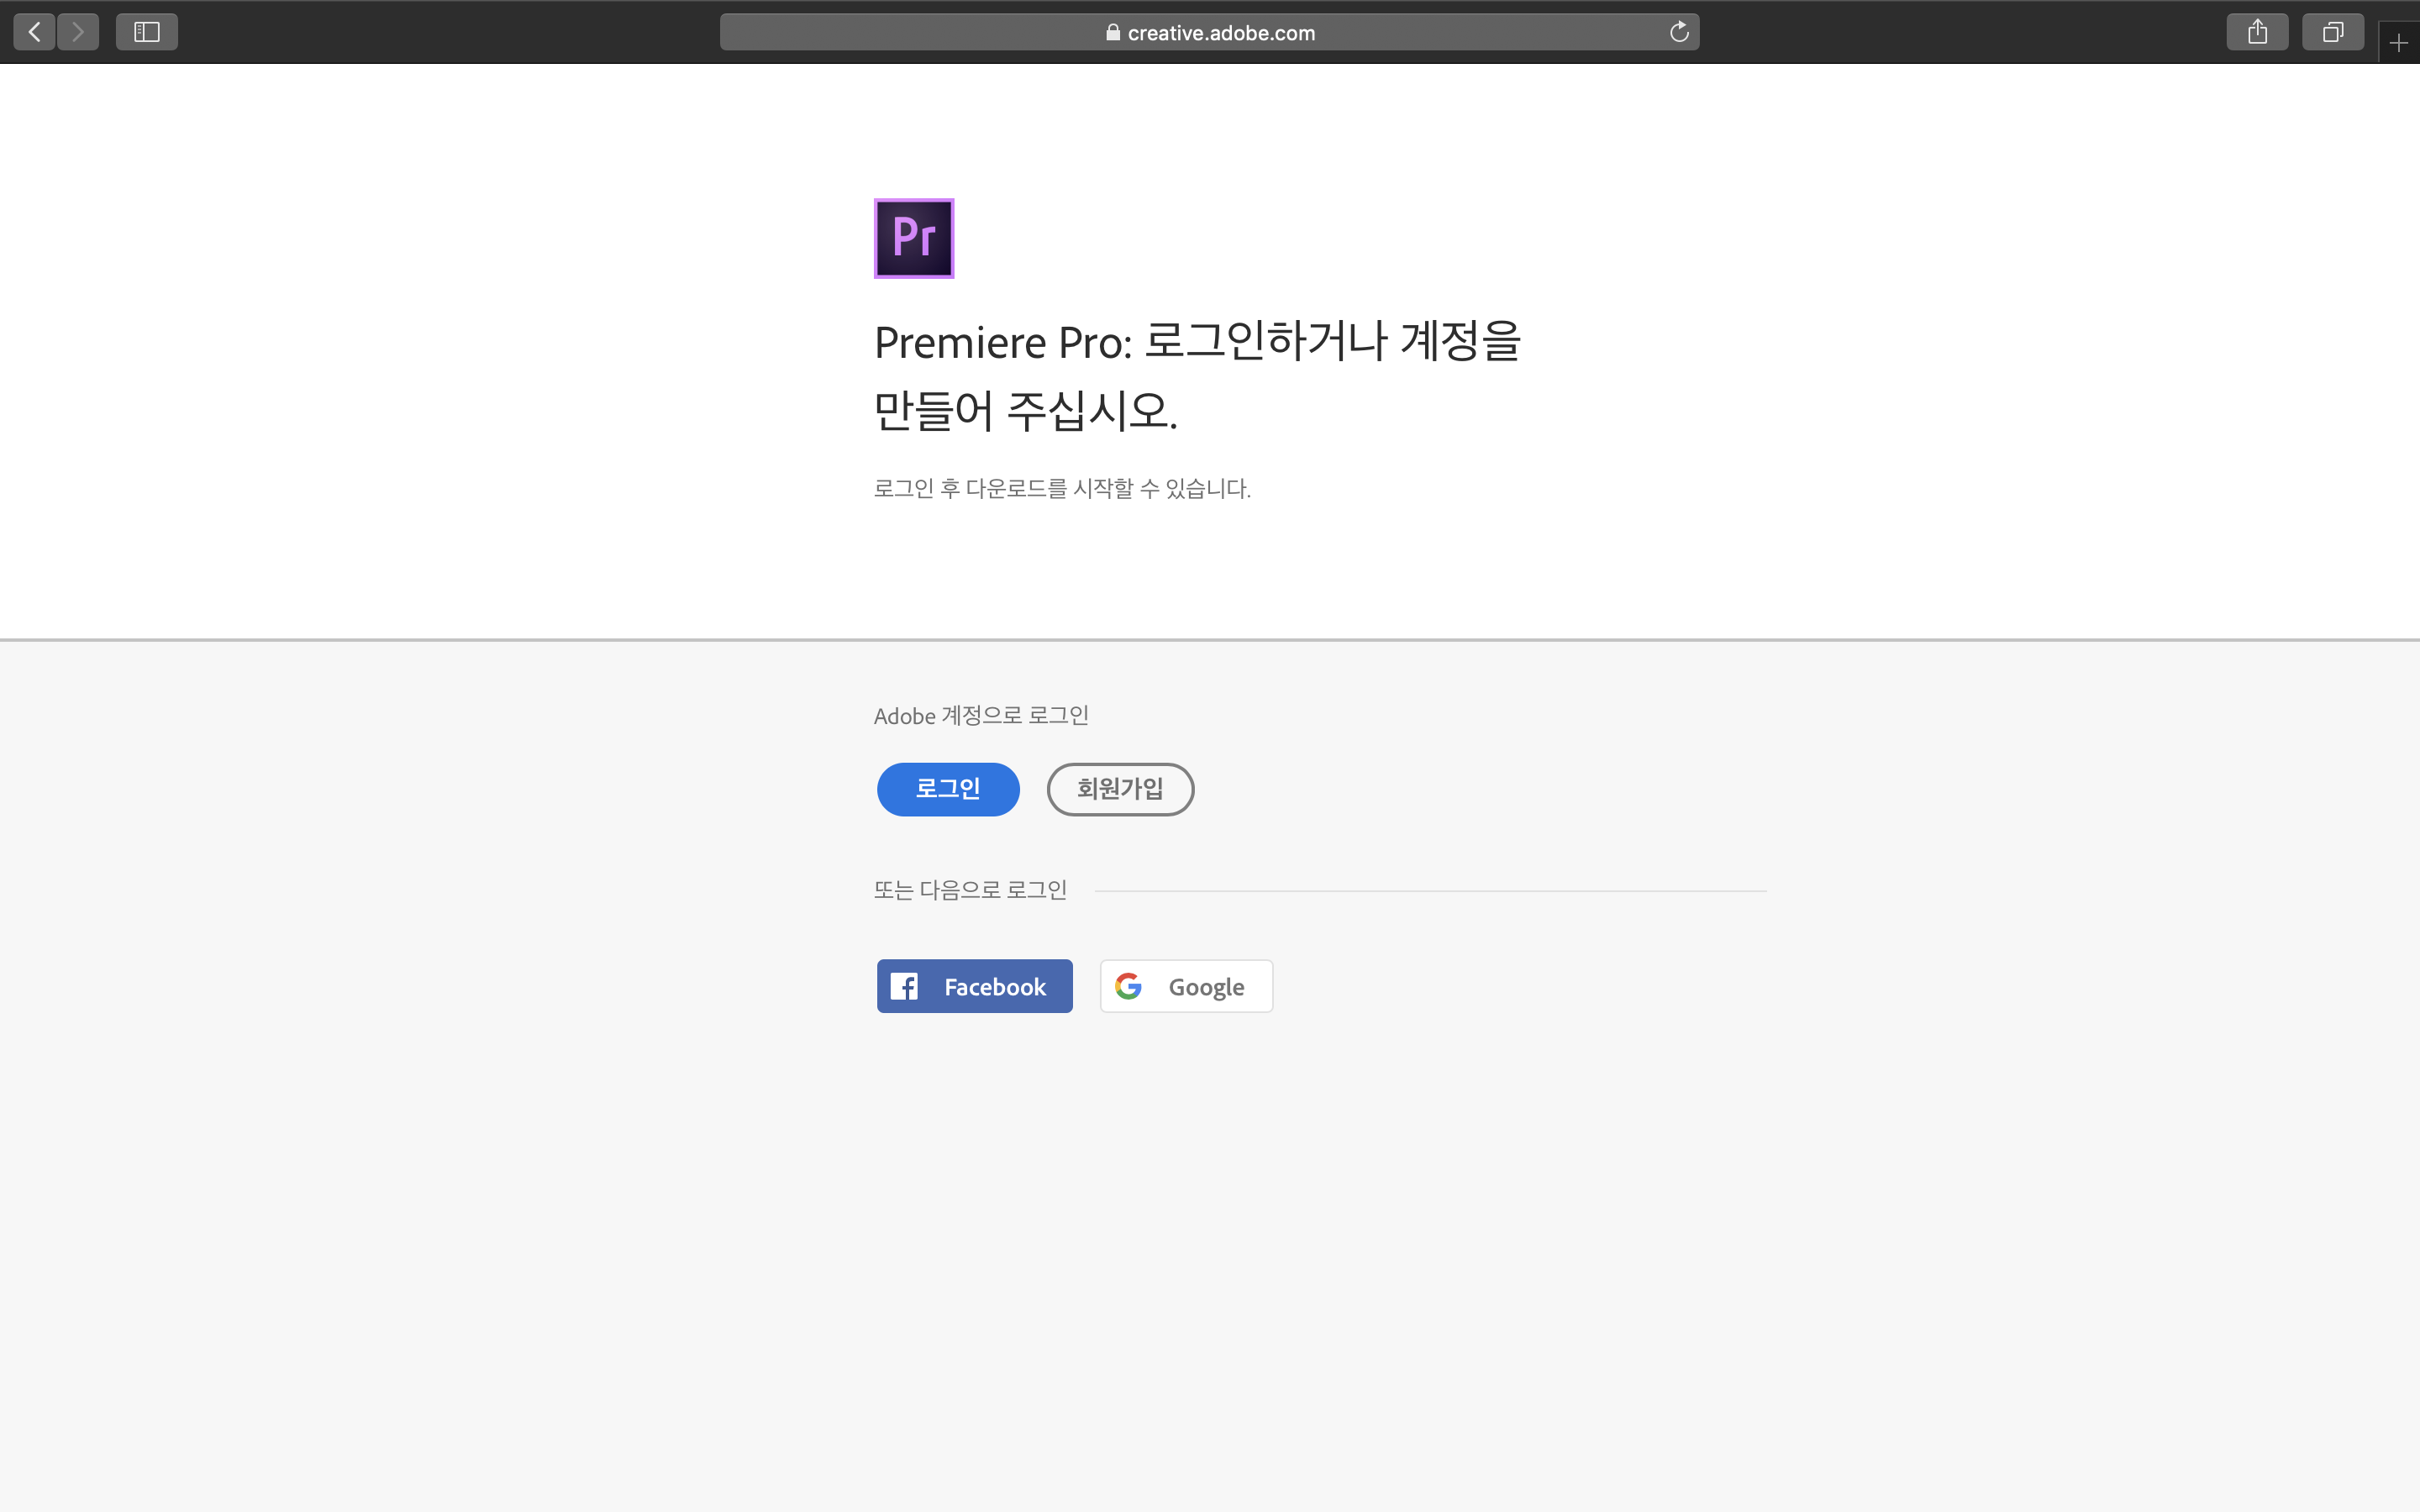 creative.adobe.com
Pr
Premiere Pro: 로그인하거나 계정을
만들어 주십시오.
로그인 후 다운로드를 시작할 수 있습니다.
Adobe 계정으로 로그인
로그인 회원가입
또는 다음으로 로그인
Facebook Google